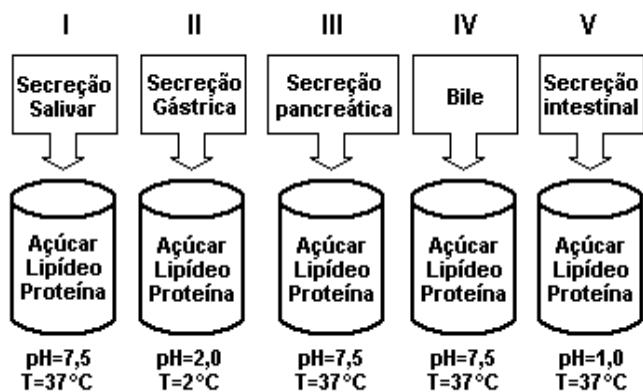 I
II
III
IV
V
Secreção
Salivar
Secreção
Gástrica
Secreção
pancreática
Bile
Secreção
intestinal
Açúcar
Lipídeo
Proteína
Açúcar
Lipídeo
Proteína
Açúcar
Lipídeo
Proteína
Açúcar
Lipídeo
Proteína
Açúcar
Lipídeo
Proteína
pH=7,5
T=37°C
pH=2,0
T=2°C
pH=7,5
T=37°C
pH=7,5
T=37°C
pH=1,0
T=37°C